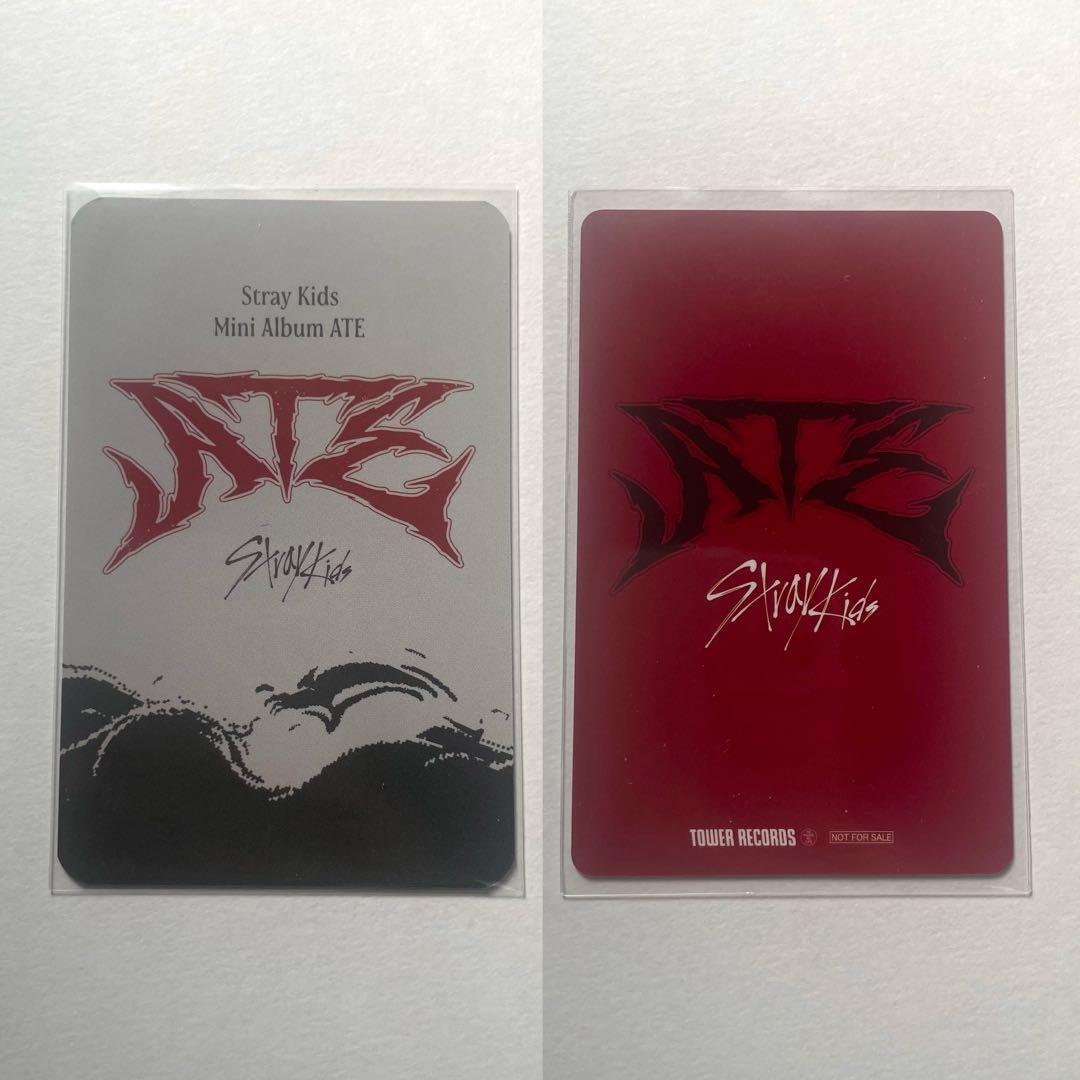 Stray Kids
Mini Album ATE
ATE
Stray Kids
ATE
Stray Kids
TOWER RECORDS
NOT FOR SALE